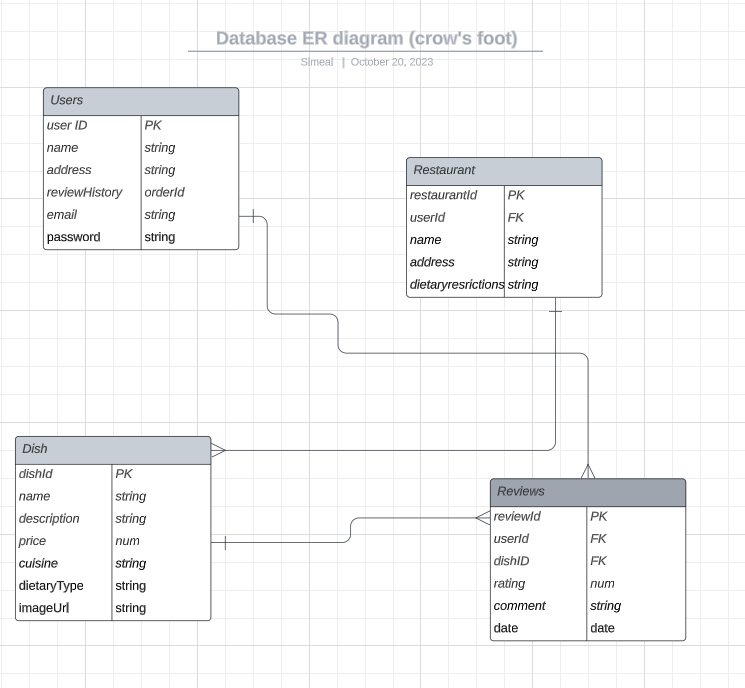 Database ER diagram (crow's foot)
Simeal | October 20, 2023
Users
user ID PK
name string
address string
reviewHistory orderId
email string
password string
Restaurant
restaurantId PK
userId FK
name string
address string
dietaryresrictions string
Dish
dishId PK
name string
description string
price num
cuisine string
dietaryType string
imageUrl string
Reviews
reviewId PK
userId FK
dishID FK
rating num
comment string
date date